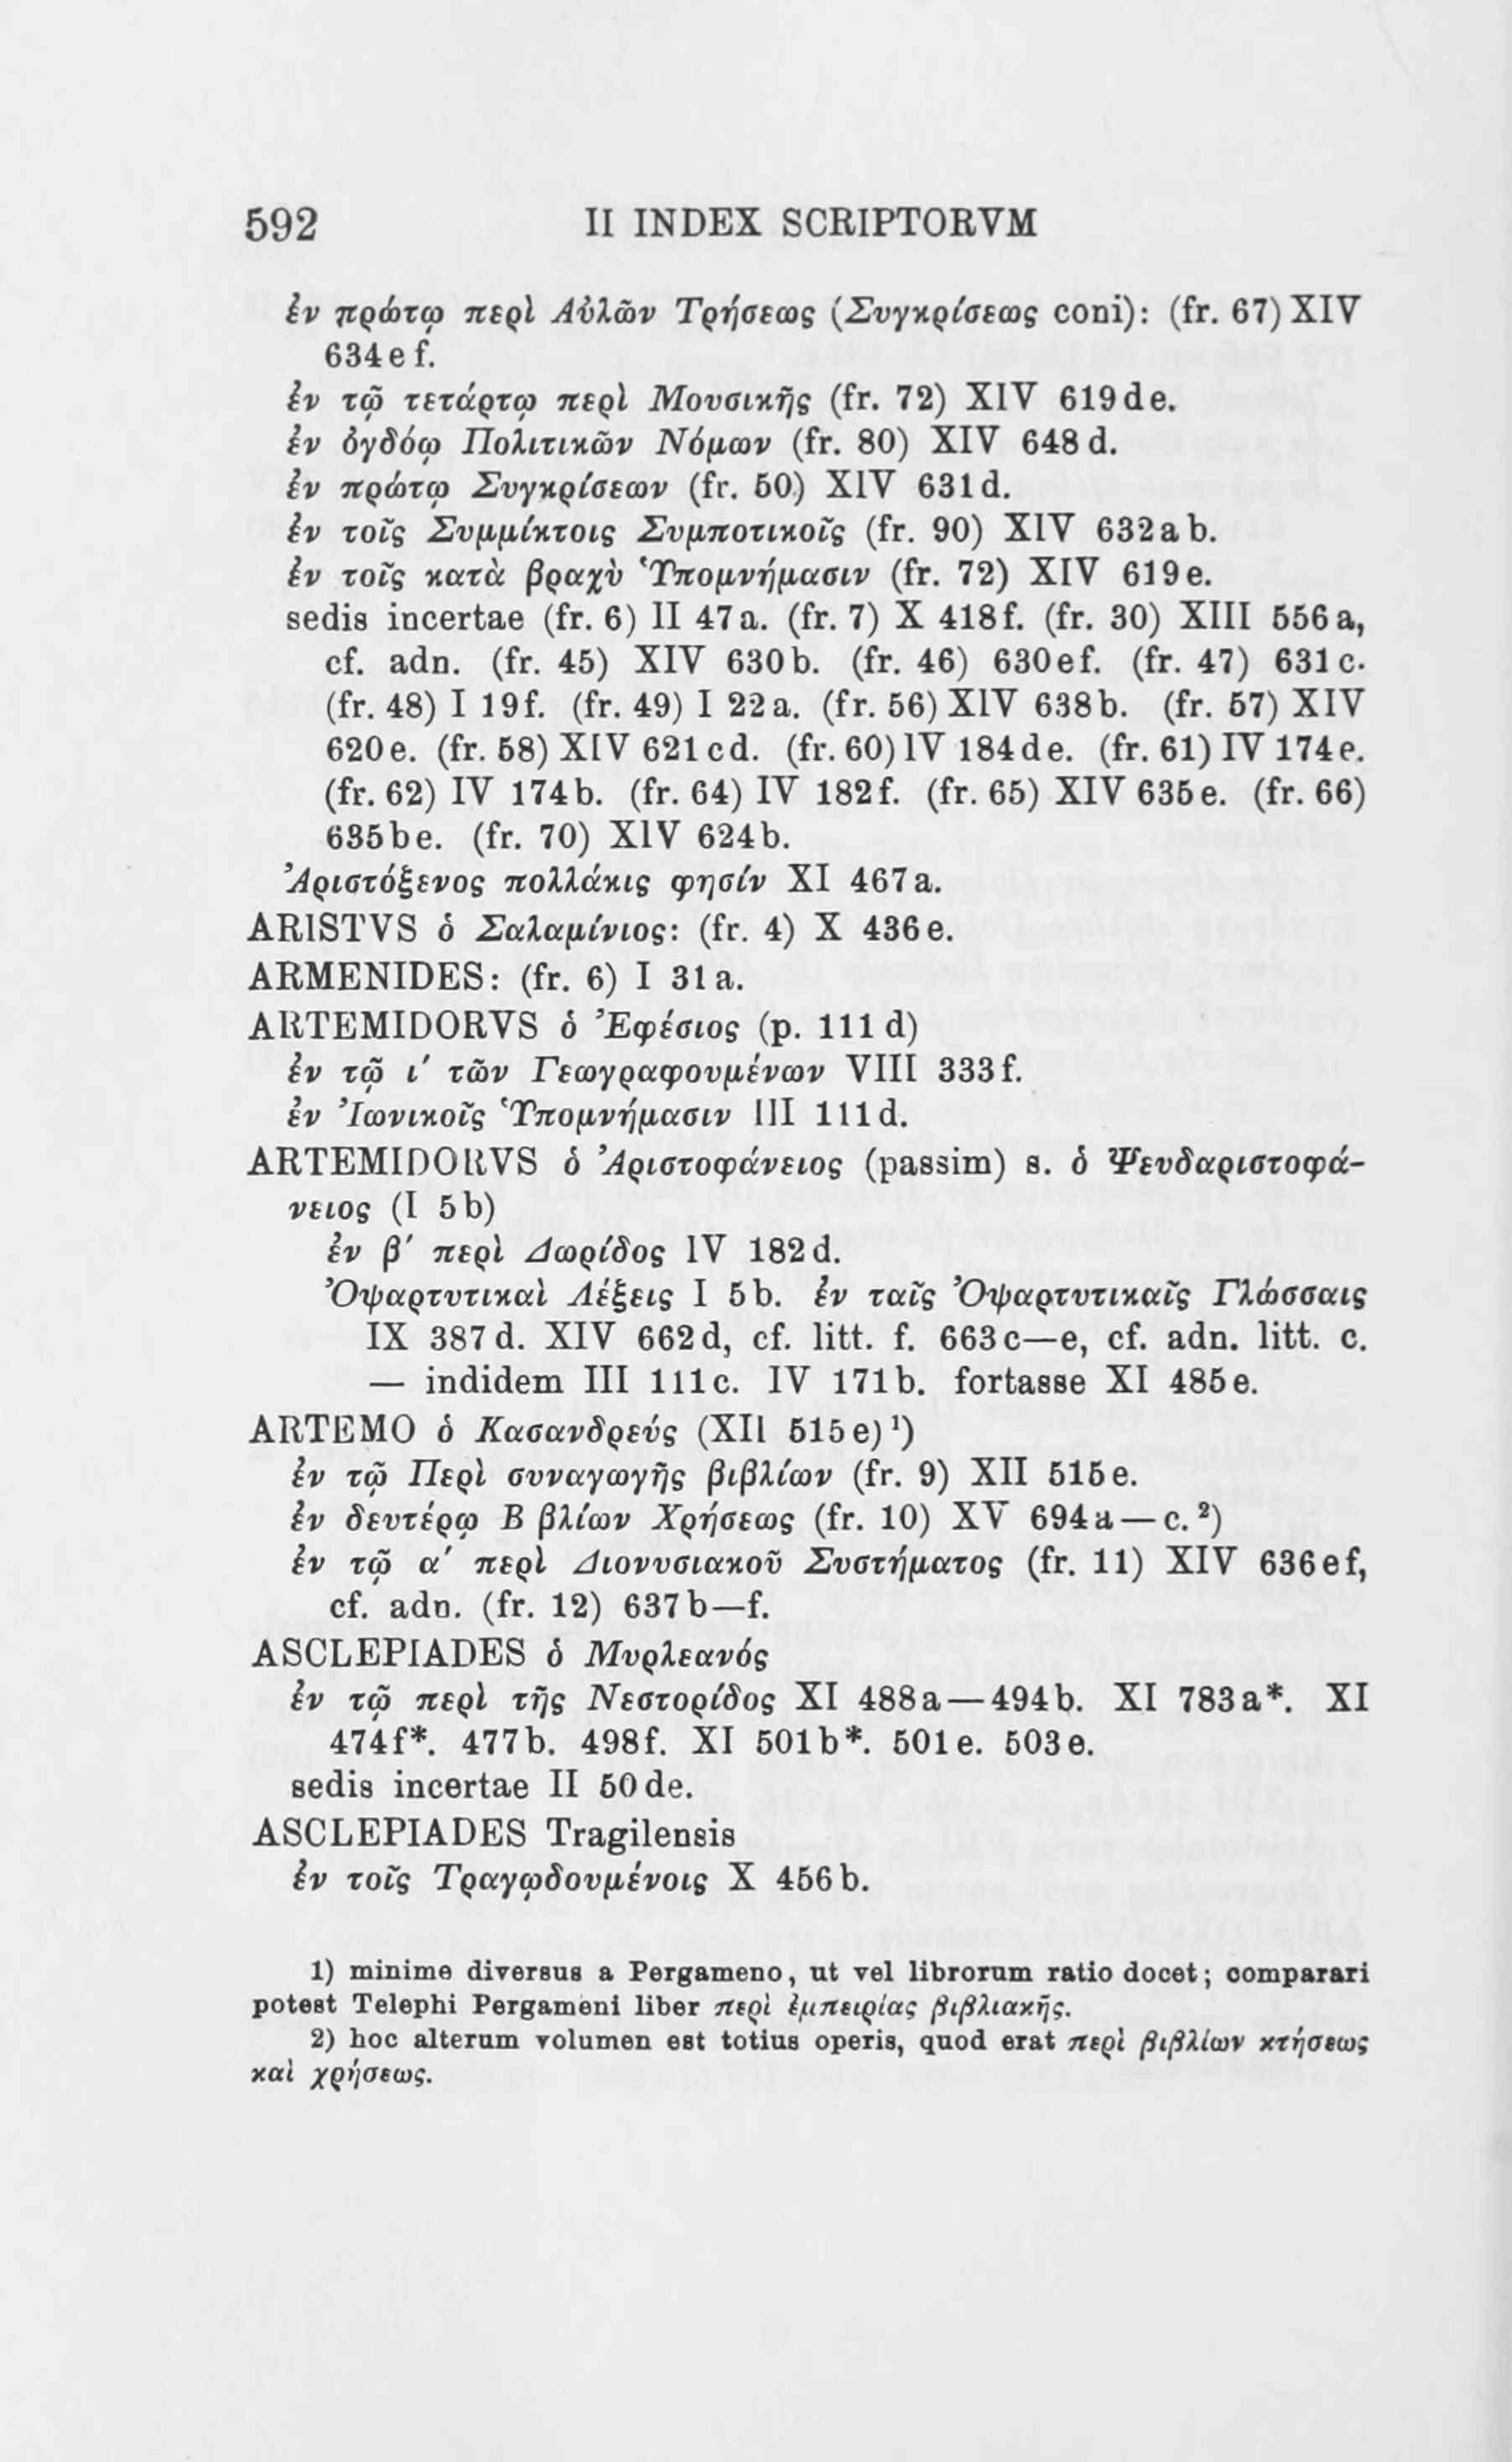 592 II INDEX SCRIPTORVM
ἐν πρώτῳ περὶ Αὐλῶν Τρήσεως (Συγκρίσεως coni): (fr. 67) XIV
634 e f.
ἐν τῷ τετάρτῳ περὶ Μουσικῆς (fr. 72) XIV 619 d e.
ἐν ὀγδόῳ Πολιτικῶν Νόμων (fr. 80) XIV 648 d.
ἐν πρώτῳ Συγκρίσεων (fr. 50) XIV 631 d.
ἐν τοῖς Συμμίκτοις Συμποτικοῖς (fr. 90) XIV 632 a b.
ἐν τοῖς κατὰ βραχὺ Ὑπομνήμασιν (fr. 72) XIV 619 e.
sedis incertae (fr. 6) II 47 a. (fr. 7) X 418 f. (fr. 30) XIII 556 a,
cf. adn. (fr. 45) XIV 630 b. (fr. 46) 630 e f. (fr. 47) 631 c.
(fr. 48) I 19 f. (fr. 49) I 22 a. (fr. 56) XIV 638 b. (fr. 57) XIV
620 e. (fr. 58) XIV 621 c d. (fr. 60) IV 184 d e. (fr. 61) IV 174 e.
(fr. 62) IV 174 b. (fr. 64) IV 182 f. (fr. 65) XIV 635 e. (fr. 66)
635 b e. (fr. 70) XIV 624 b.
Ἀριστόξενος πολλάκις φησίν XI 467 a.
ARISTVS ὁ Σαλαμίνιος: (fr. 4) X 436 e.
ARMENIDES: (fr. 6) I 31 a.
ARTEMIDORVS ὁ Ἐφέσιος (p. 111 d)
ἐν τῷ ι′ τῶν Γεωγραφουμένων VIII 333 f.
ἐν Ἰωνικοῖς Ὑπομνήμασιν III 111 d.
ARTEMIDORVS ὁ Ἀριστοφάνειος (passim) s. ὁ Ψευδαριστοφά-
νειος (I 5 b)
ἐν β′ περὶ Δωρίδος IV 182 d.
Ὀψαρτυτικαὶ Λέξεις I 5 b. ἐν ταῖς Ὀψαρτυτικαῖς Γλώσσαις
IX 387 d. XIV 662 d, cf. litt. f. 663 c—e, cf. adn. litt. c.
— indidem III 111 c. IV 171 b. fortasse XI 485 e.
ARTEMO ὁ Κασανδρεύς (XII 515 e) ¹)
ἐν τῷ Περὶ συναγωγῆς βιβλίων (fr. 9) XII 515 e.
ἐν δευτέρῳ Β βλίων Χρήσεως (fr. 10) XV 694 a — c. ²)
ἐν τῷ α′ περὶ Διονυσιακοῦ Συστήματος (fr. 11) XIV 636 e f,
cf. adn. (fr. 12) 637 b—f.
ASCLEPIADES ὁ Μυρλεανός
ἐν τῷ περὶ τῆς Νεστορίδος XI 488 a — 494 b. XI 783 a*. XI
474 f*. 477 b. 498 f. XI 501 b*. 501 e. 503 e.
sedis incertae II 50 d e.
ASCLEPIADES Tragilensis
ἐν τοῖς Τραγῳδουμένοις X 456 b.
1) minime diversus a Pergameno, ut vel librorum ratio docet; comparari
potest Telephi Pergameni liber περὶ ἐμπειρίας βιβλιακῆς.
2) hoc alterum volumen est totius operis, quod erat περὶ βιβλίων κτήσεως
καὶ χρήσεως.